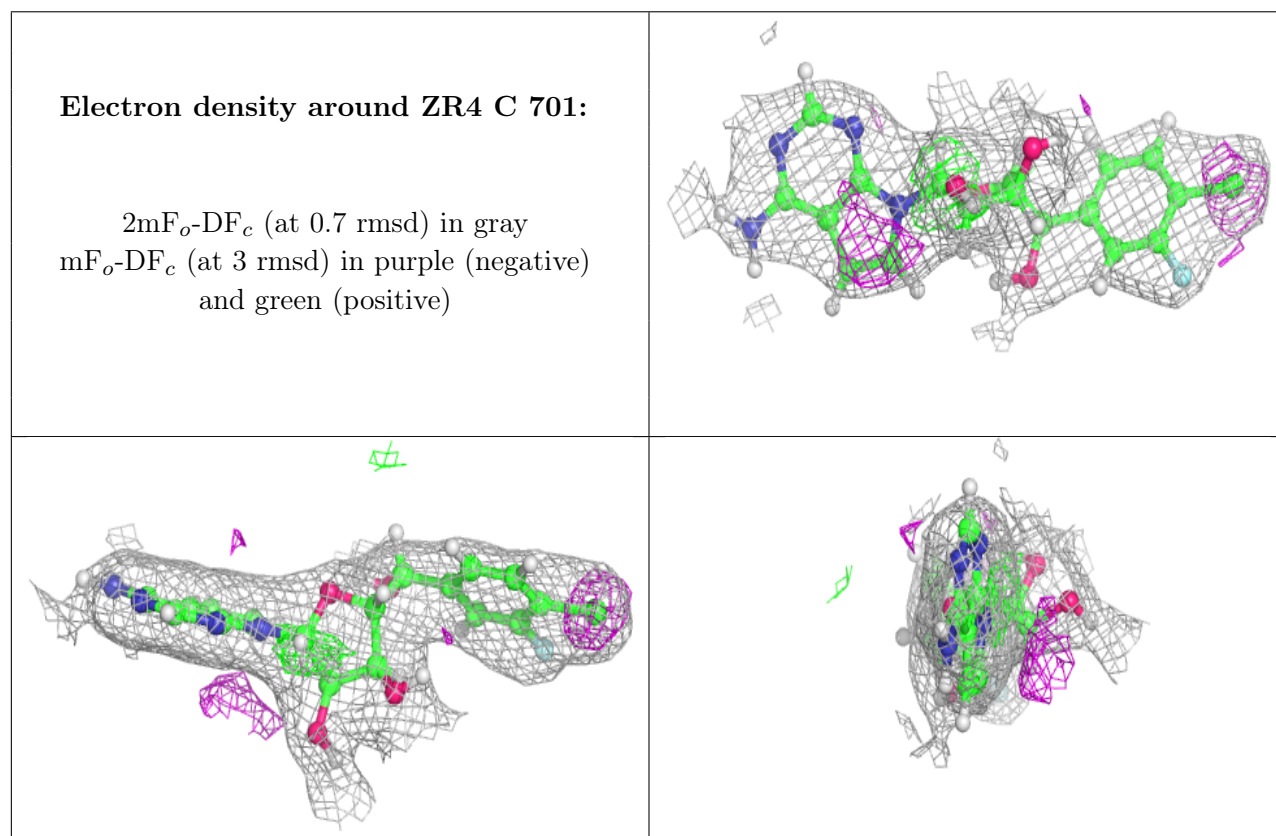 Electron density around ZR4 C 701:
2mFₒ-DF𝒸 (at 0.7 rmsd) in gray
mFₒ-DF𝒸 (at 3 rmsd) in purple (negative)
and green (positive)